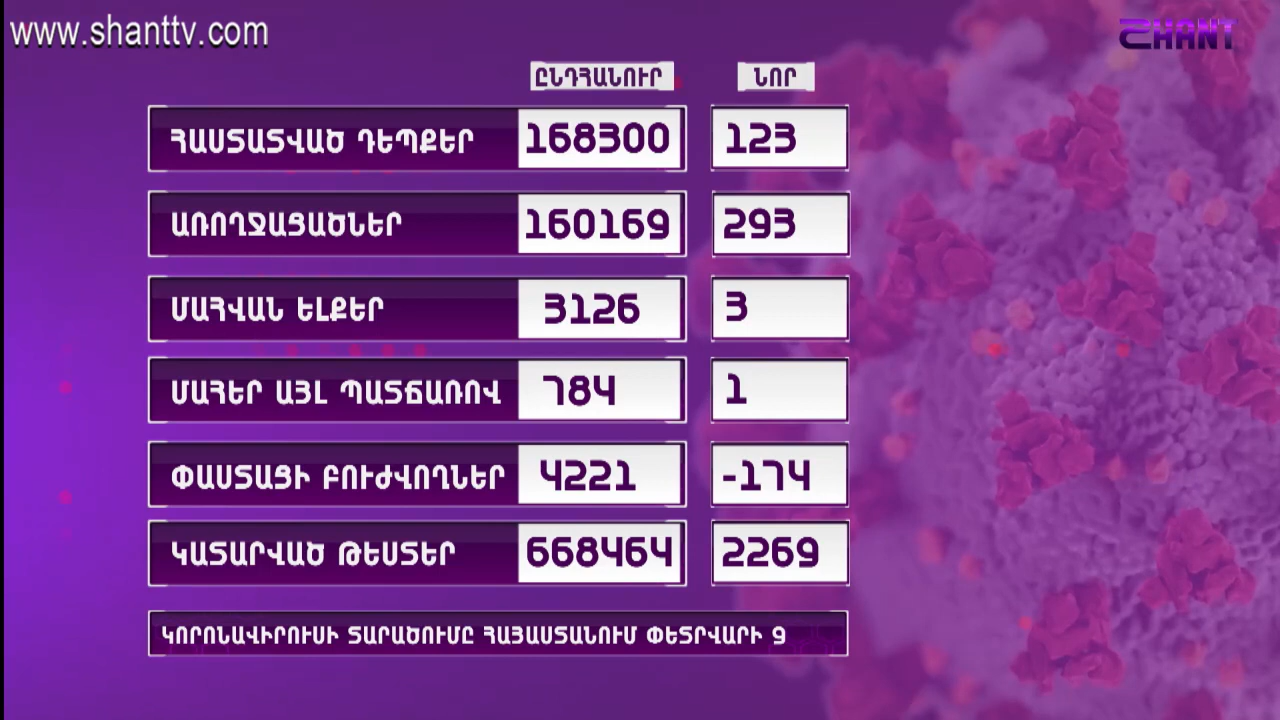 www.shanttv.com
SHANT
ԸՆԴՀԱՆՈՒՐ ՆՈՐ
ՀԱՍՏԱՏՎԱԾ ԴԵՊՔԵՐ 168300 123
ԱՌՈՂՋԱՑԱԾՆԵՐ 160169 293
ՄԱՀՎԱՆ ԵԼՔԵՐ 3126 3
ՄԱՀԵՐ ԱՅԼ ՊԱՏՃԱՌՈՎ 784 1
ՓԱՍՏԱՑԻ ԲՈՒԺՎՈՂՆԵՐ 4221 -174
ԿԱՏԱՐՎԱԾ ԹԵՍՏԵՐ 668464 2269
ԿՈՐՈՆԱՎԻՐՈՒՍԻ ՏԱՐԱԾՈՒՄԸ ՀԱՅԱՍՏԱՆՈՒՄ ՓԵՏՐՎԱՐԻ 9